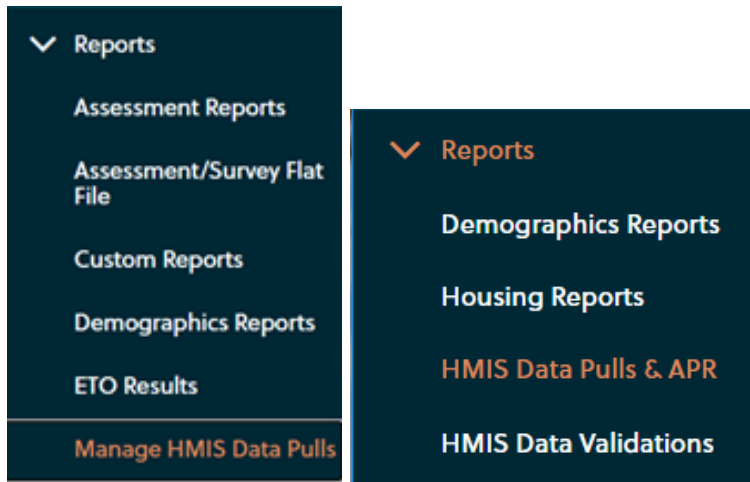 Reports
Assessment Reports
Assessment/Survey Flat
File
Custom Reports
Demographics Reports
ETO Results
Manage HMIS Data Pulls
Reports
Demographics Reports
Housing Reports
HMIS Data Pulls & APR
HMIS Data Validations